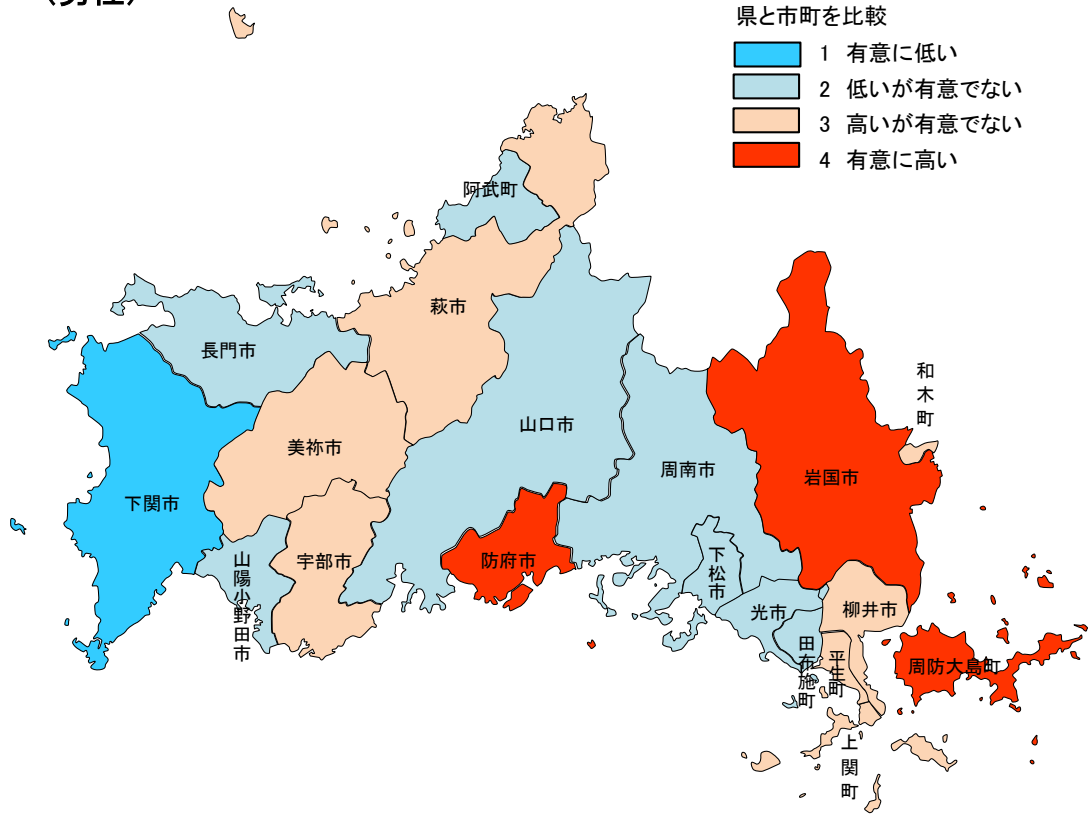 (男性)
県と市町を比較
1 有意に低い
2 低いが有意でない
3 高いが有意でない
4 有意に高い
阿武町
萩市
長門市
和木町
山口市
美祢市
周南市
岩国市
下関市
宇部市
防府市
山陽小野田市
下松市
光市
柳井市
田布施町
平生町
周防大島町
上関町